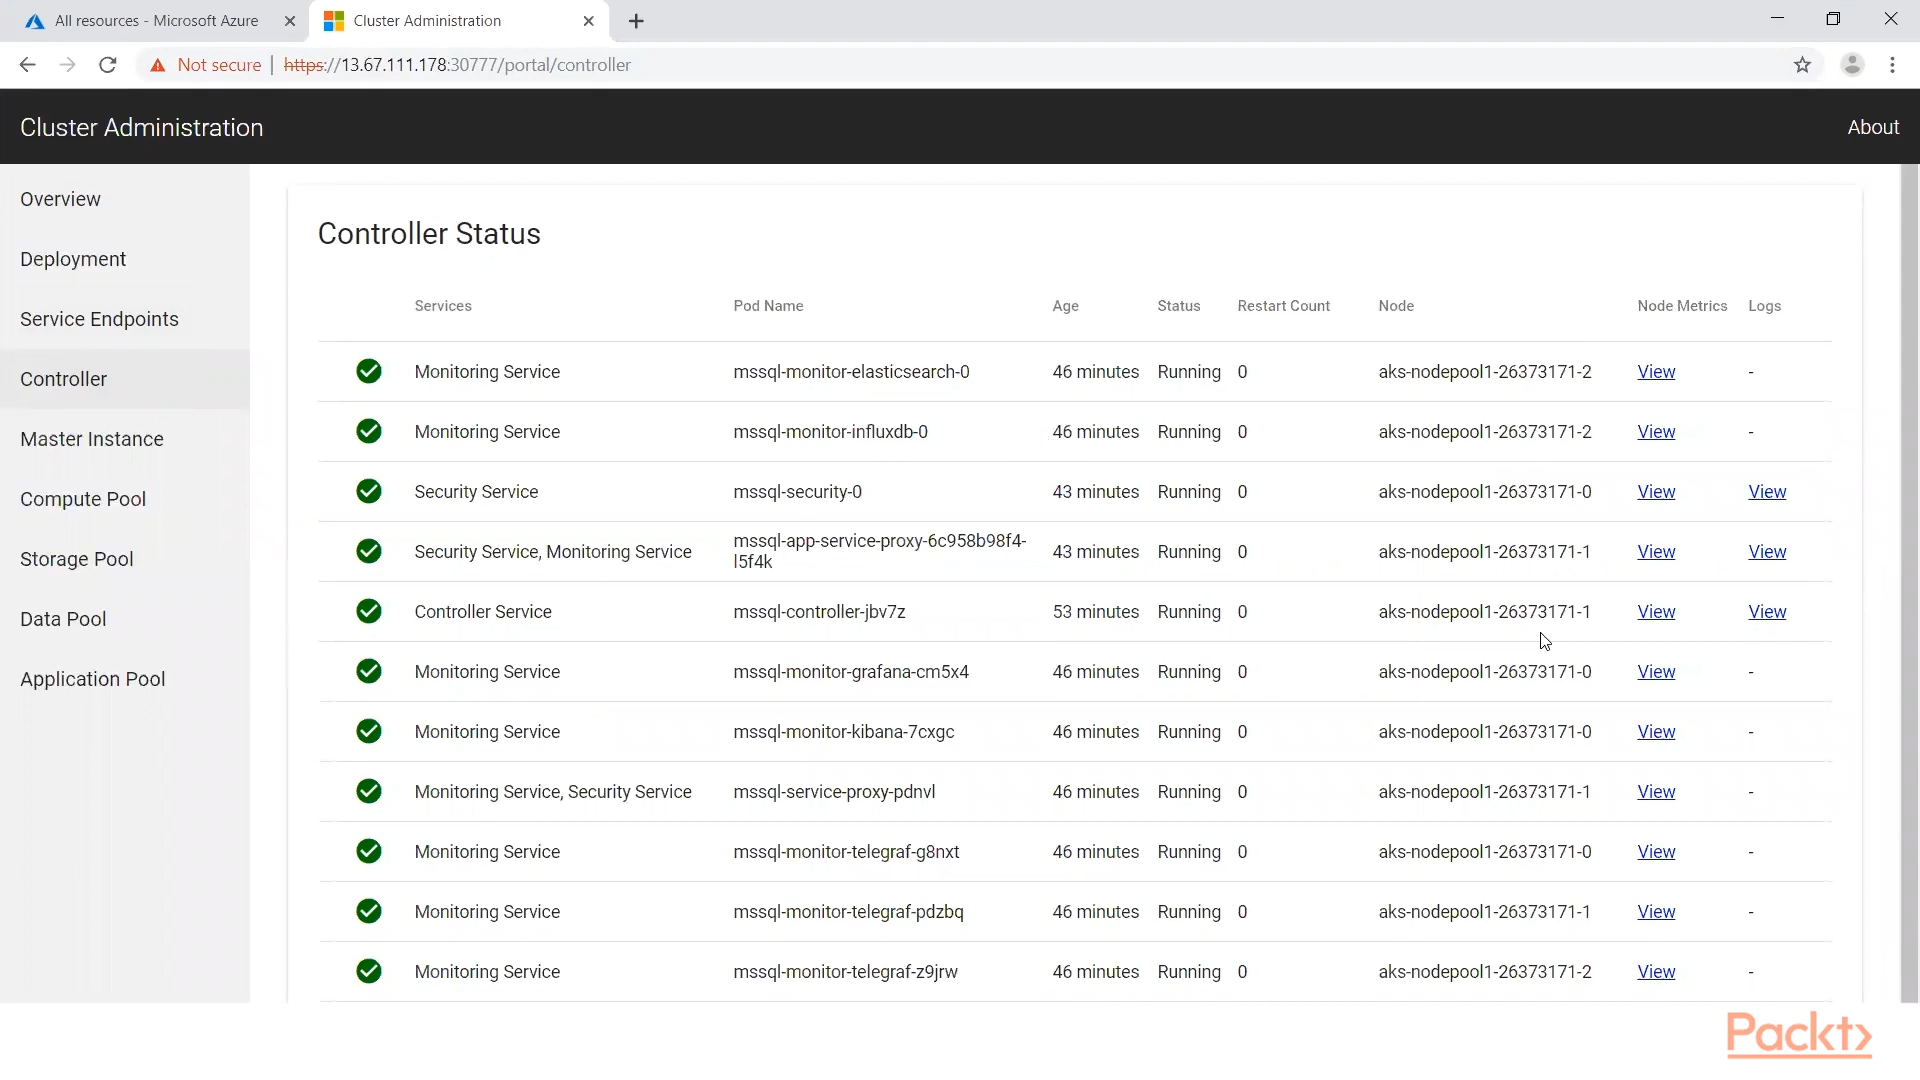 All resources - Microsoft Azure
Cluster Administration
Not secure | https://13.67.111.178:30777/portal/controller
Cluster Administration
About
Overview
Deployment
Service Endpoints
Controller
Master Instance
Compute Pool
Storage Pool
Data Pool
Application Pool
Controller Status
Services Pod Name Age Status Restart Count Node Node Metrics Logs
Monitoring Service mssql-monitor-elasticsearch-0 46 minutes Running 0 aks-nodepool1-26373171-2 View -
Monitoring Service mssql-monitor-influxdb-0 46 minutes Running 0 aks-nodepool1-26373171-2 View -
Security Service mssql-security-0 43 minutes Running 0 aks-nodepool1-26373171-0 View View
Security Service, Monitoring Service mssql-app-service-proxy-6c958b98f4-
l5f4k 43 minutes Running 0 aks-nodepool1-26373171-1 View View
Controller Service mssql-controller-jbv7z 53 minutes Running 0 aks-nodepool1-26373171-1 View View
Monitoring Service mssql-monitor-grafana-cm5x4 46 minutes Running 0 aks-nodepool1-26373171-0 View -
Monitoring Service mssql-monitor-kibana-7cxgc 46 minutes Running 0 aks-nodepool1-26373171-0 View -
Monitoring Service, Security Service mssql-service-proxy-pdnvl 46 minutes Running 0 aks-nodepool1-26373171-1 View -
Monitoring Service mssql-monitor-telegraf-g8nxt 46 minutes Running 0 aks-nodepool1-26373171-0 View -
Monitoring Service mssql-monitor-telegraf-pdzbq 46 minutes Running 0 aks-nodepool1-26373171-1 View -
Monitoring Service mssql-monitor-telegraf-z9jrw 46 minutes Running 0 aks-nodepool1-26373171-2 View -
Packt>